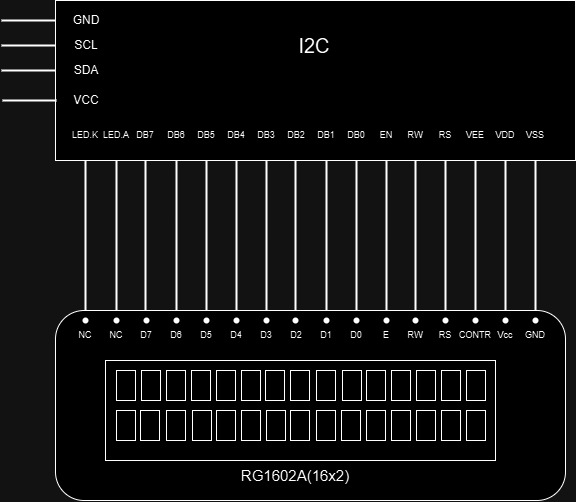 GND
SCL
I2C
SDA
VCC
LED.K LED.A DB7 DB6 DB5 DB4 DB3 DB2 DB1 DB0 EN RW RS VEE VDD VSS
NC NC D7 D6 D5 D4 D3 D2 D1 D0 E RW RS CONTR Vcc GND
RG1602A(16x2)